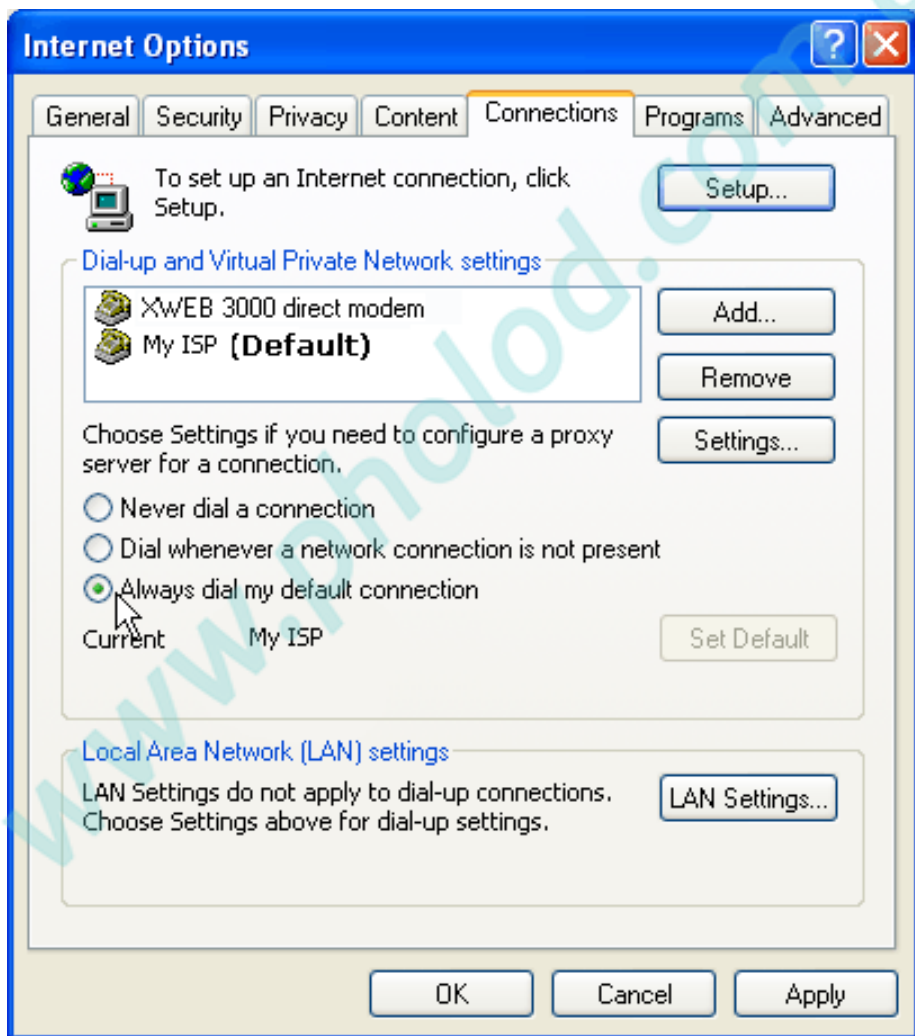 Internet Options
General Security Privacy Content Connections Programs Advanced
To set up an Internet connection, click
Setup.
Setup...
Dial-up and Virtual Private Network settings
XWEB 3000 direct modem
My ISP (Default)
Add...
Remove
Choose Settings if you need to configure a proxy
server for a connection.
Settings...
Never dial a connection
Dial whenever a network connection is not present
Always dial my default connection
Current My ISP
Set Default
Local Area Network (LAN) settings
LAN Settings do not apply to dial-up connections.
Choose Settings above for dial-up settings.
LAN Settings...
OK Cancel Apply
www.pholod.com